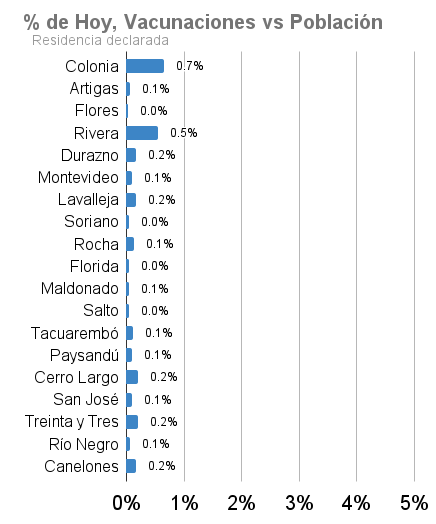 % de Hoy, Vacunaciones vs Población
Residencia declarada
Colonia 0.7%
Artigas 0.1%
Flores 0.0%
Rivera 0.5%
Durazno 0.2%
Montevideo 0.1%
Lavalleja 0.2%
Soriano 0.0%
Rocha 0.1%
Florida 0.0%
Maldonado 0.1%
Salto 0.0%
Tacuarembó 0.1%
Paysandú 0.1%
Cerro Largo 0.2%
San José 0.1%
Treinta y Tres 0.2%
Río Negro 0.1%
Canelones 0.2%
0% 1% 2% 3% 4% 5%